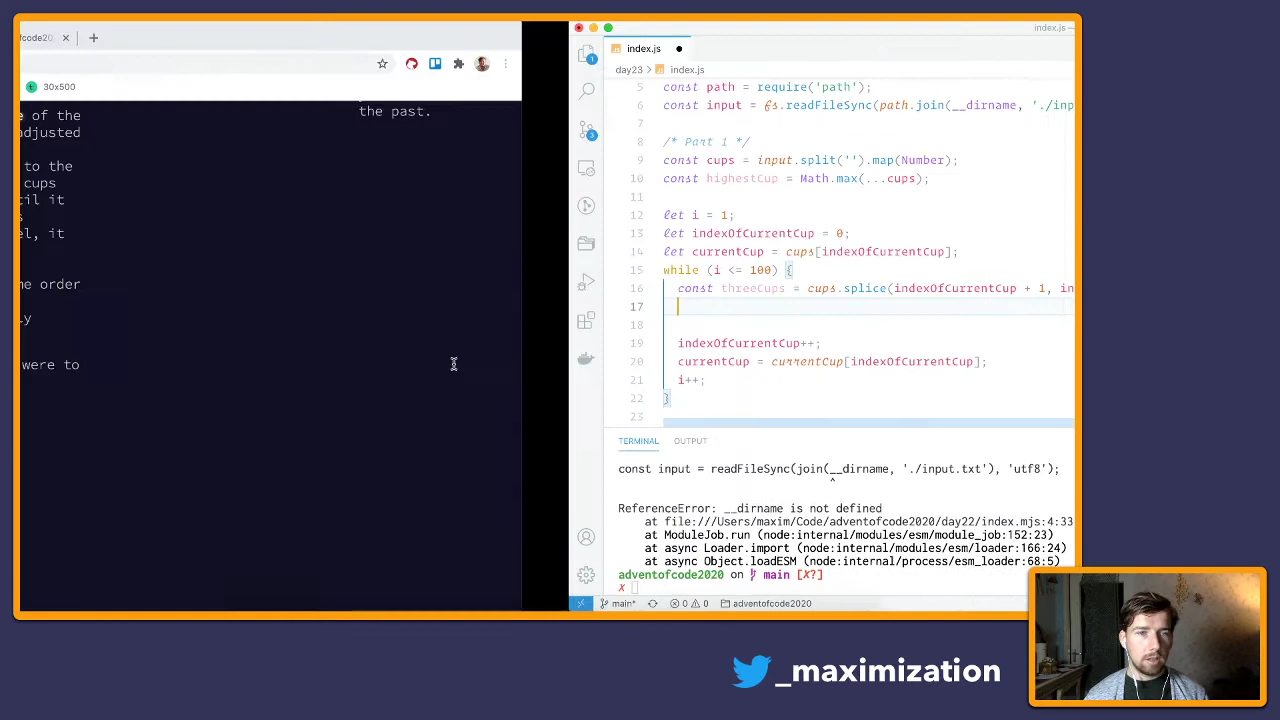 fcode20
30x500
e of the
adjusted
to the
cups
til it
s
el, it
he order
y
were to
the past.
index.js —
index.js
day23 > index.js
5 const path = require('path');
6 const input = fs.readFileSync(path.join(__dirname, './inp
7
8 /* Part 1 */
9 const cups = input.split('').map(Number);
10 const highestCup = Math.max(...cups);
11
12 let i = 1;
13 let indexOfCurrentCup = 0;
14 let currentCup = cups[indexOfCurrentCup];
15 while (i <= 100) {
16 const threeCups = cups.splice(indexOfCurrentCup + 1, in
17
18
19 indexOfCurrentCup++;
20 currentCup = currentCup[indexOfCurrentCup];
21 i++;
22 }
23
1
3
TERMINAL OUTPUT
const input = readFileSync(join(__dirname, './input.txt'), 'utf8');
^
ReferenceError: __dirname is not defined
at file:///Users/maxim/Code/adventofcode2020/day22/index.mjs:4:33
at ModuleJob.run (node:internal/modules/esm/module_job:152:23)
at async Loader.import (node:internal/modules/esm/loader:166:24)
at async Object.loadESM (node:internal/process/esm_loader:68:5)
adventofcode2020 on main [X?]
X
main* 0 0 adventofcode2020
_maximization